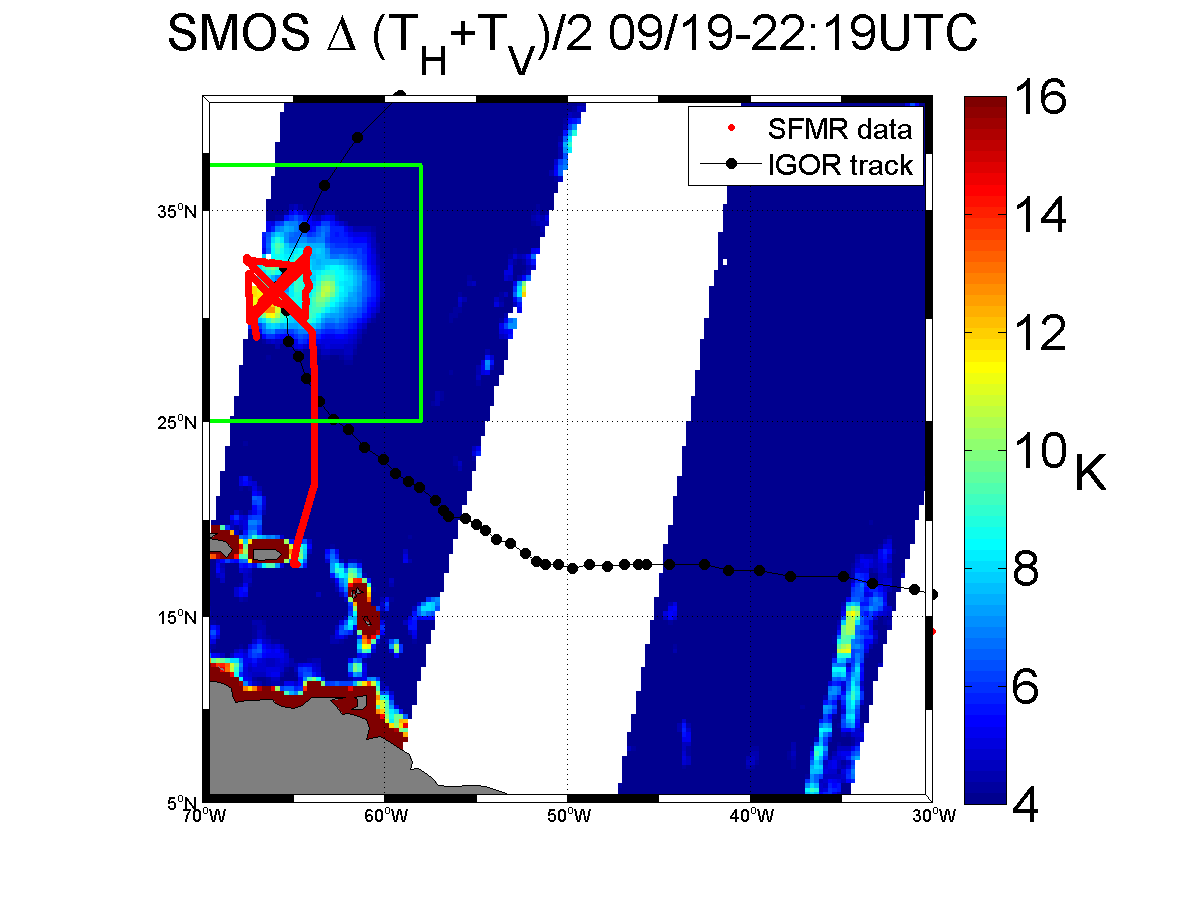 SMOS Δ (T_H+T_V)/2 09/19-22:19UTC
SFMR data
IGOR track
35°N
25°N
15°N
5°N
70°W
60°W
50°W
40°W
30°W
16
14
12
10
8
6
4
K